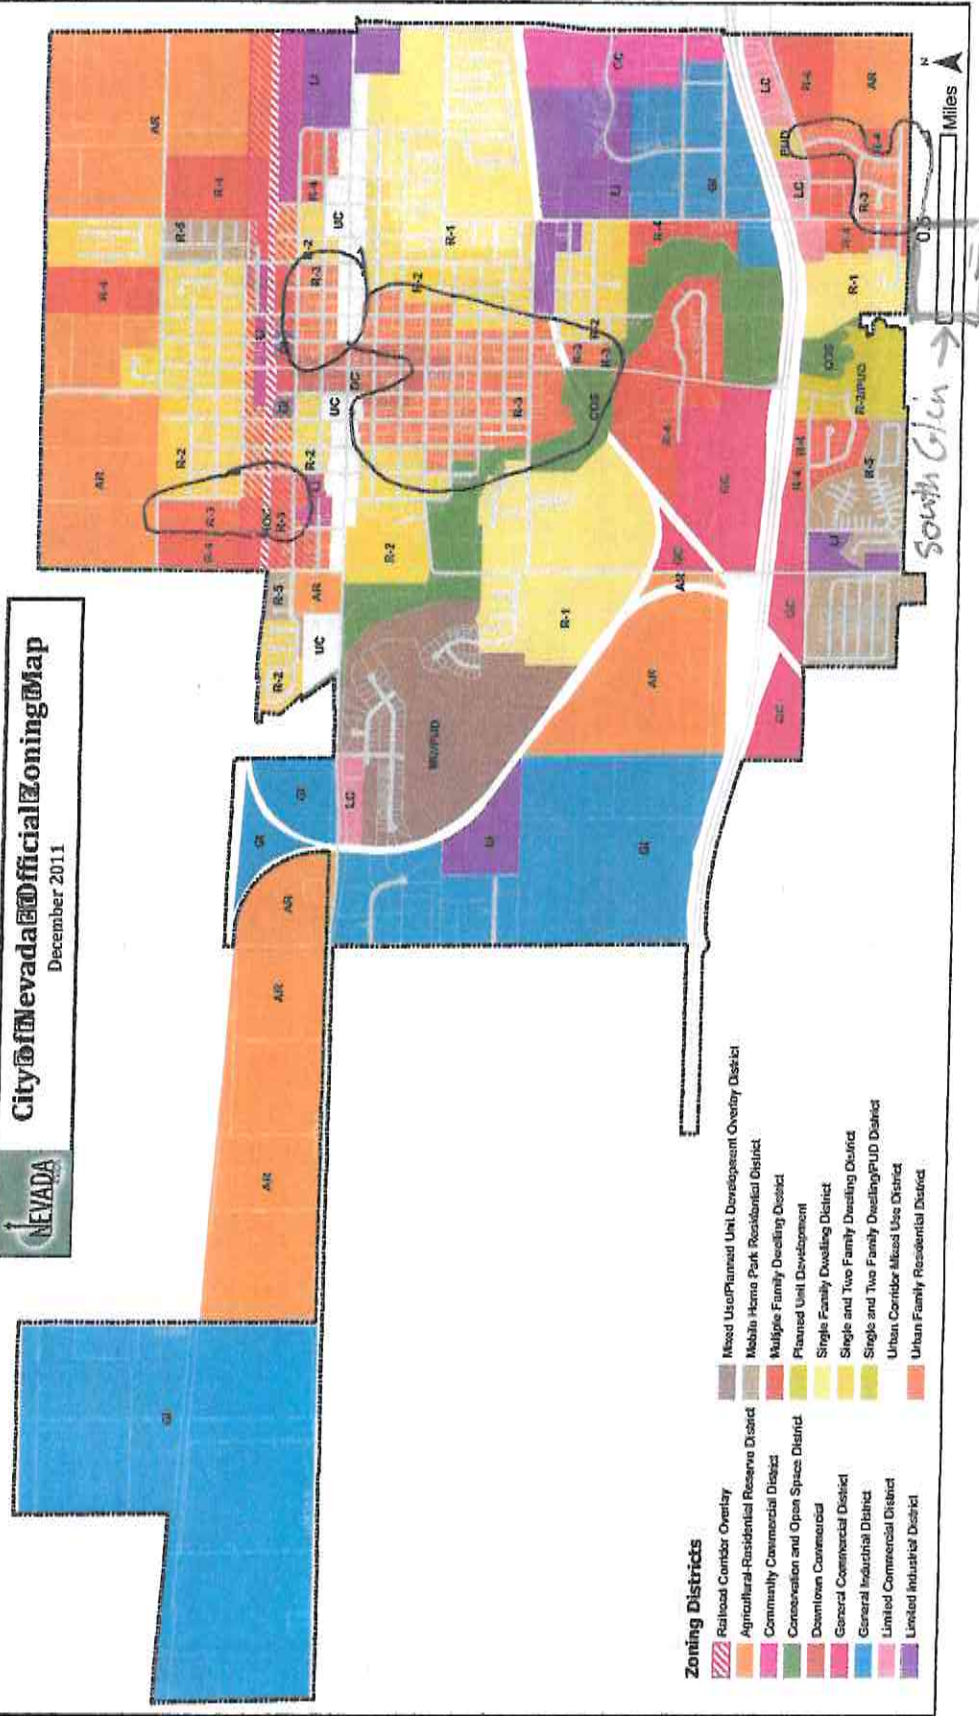 City of Nevada Official Zoning Map
December 2011
NEVADA
AR
AR
R-4
R-4
R-6
R-2
R-3
R-4
LI
R-4
UC
R-2
R-3
UC
DC
R-2
LI
R-5
R-2
R-5
AR
UC
R-2
R-2
R-1
R-2
R-3
R-2
R-3
R-3
COS
R-4
LI
CC
GI
R-4
GC
GC
AR
R-1
AR
MU/PUD
LC
GI
GI
LI
GI
AR
AR
AR
GI
LC
R-4
AR
PUD
LC
R-4
R-3
R-4
R-1
COS
R-2/PUD
R-4
R-4
R-5
LI
GC
GC
N
0.5
Miles
South Glen →
Zoning Districts
Railroad Corridor Overlay
Agricultural-Residential Reserve District
Community Commercial District
Conservation and Open Space District
Downtown Commercial
General Commercial District
General Industrial District
Limited Commercial District
Limited Industrial District
Mixed Use/Planned Unit Development Overlay District
Mobile Home Park Residential District
Multiple Family Dwelling District
Planned Unit Development
Single Family Dwelling District
Single and Two Family Dwelling District
Single and Two Family Dwelling/PUD District
Urban Corridor Mixed Use District
Urban Family Residential District